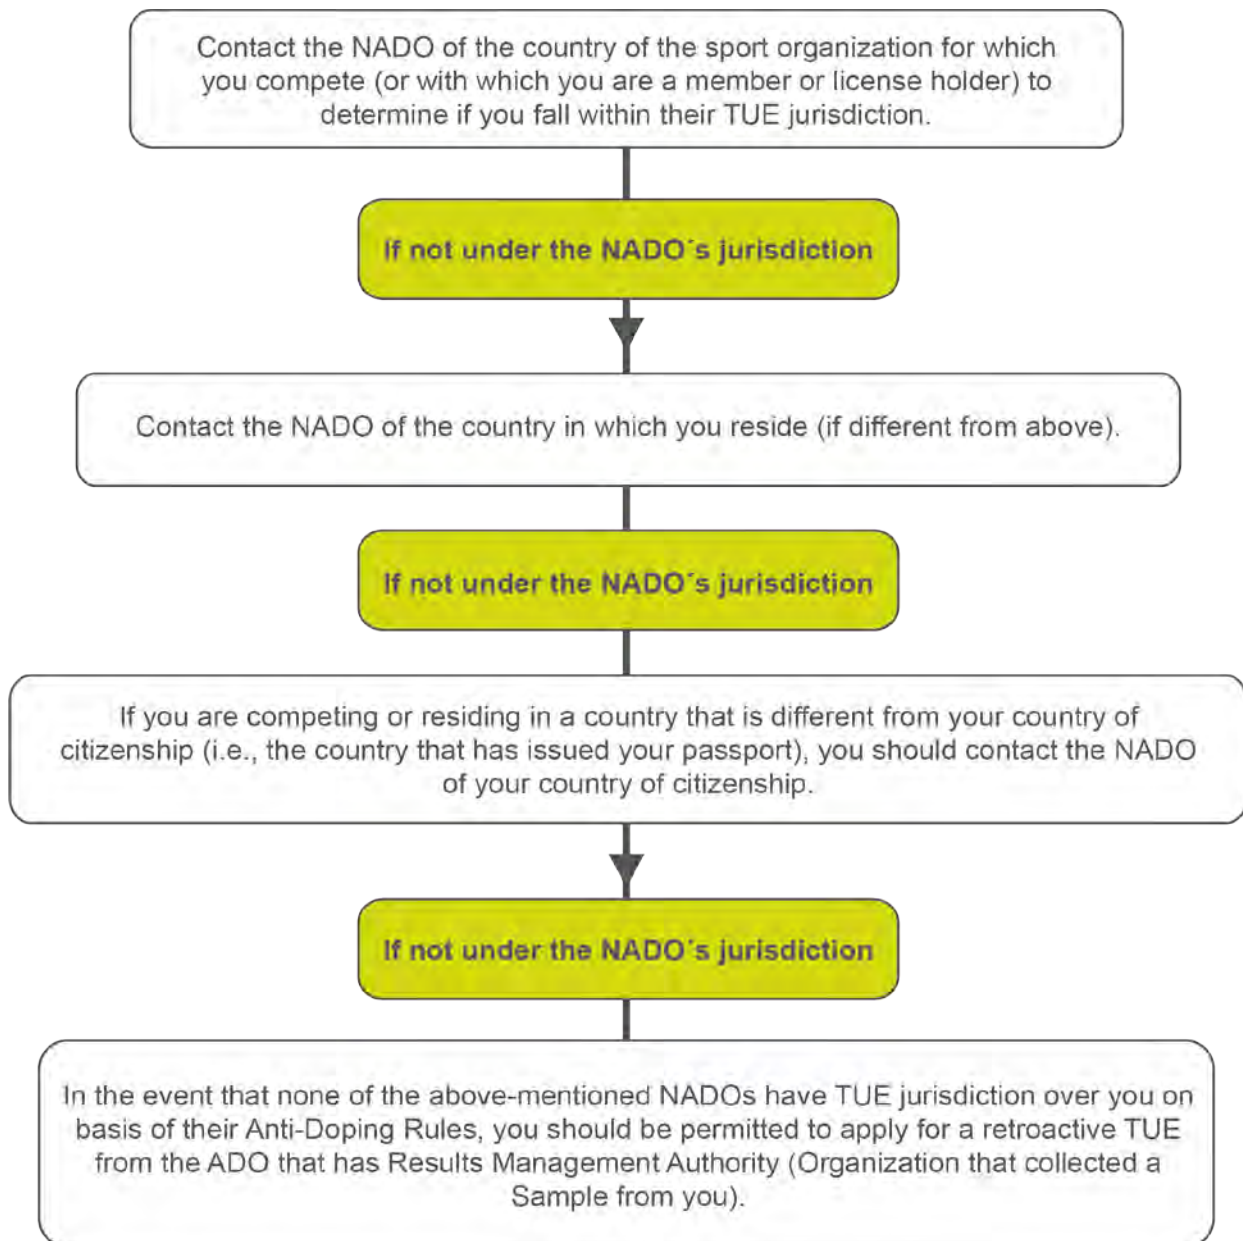 Contact the NADO of the country of the sport organization for which
you compete (or with which you are a member or license holder) to
determine if you fall within their TUE jurisdiction.
If not under the NADO´s jurisdiction
Contact the NADO of the country in which you reside (if different from above).
If not under the NADO´s jurisdiction
If you are competing or residing in a country that is different from your country of
citizenship (i.e., the country that has issued your passport), you should contact the NADO
of your country of citizenship.
If not under the NADO´s jurisdiction
In the event that none of the above-mentioned NADOs have TUE jurisdiction over you on
basis of their Anti-Doping Rules, you should be permitted to apply for a retroactive TUE
from the ADO that has Results Management Authority (Organization that collected a
Sample from you).